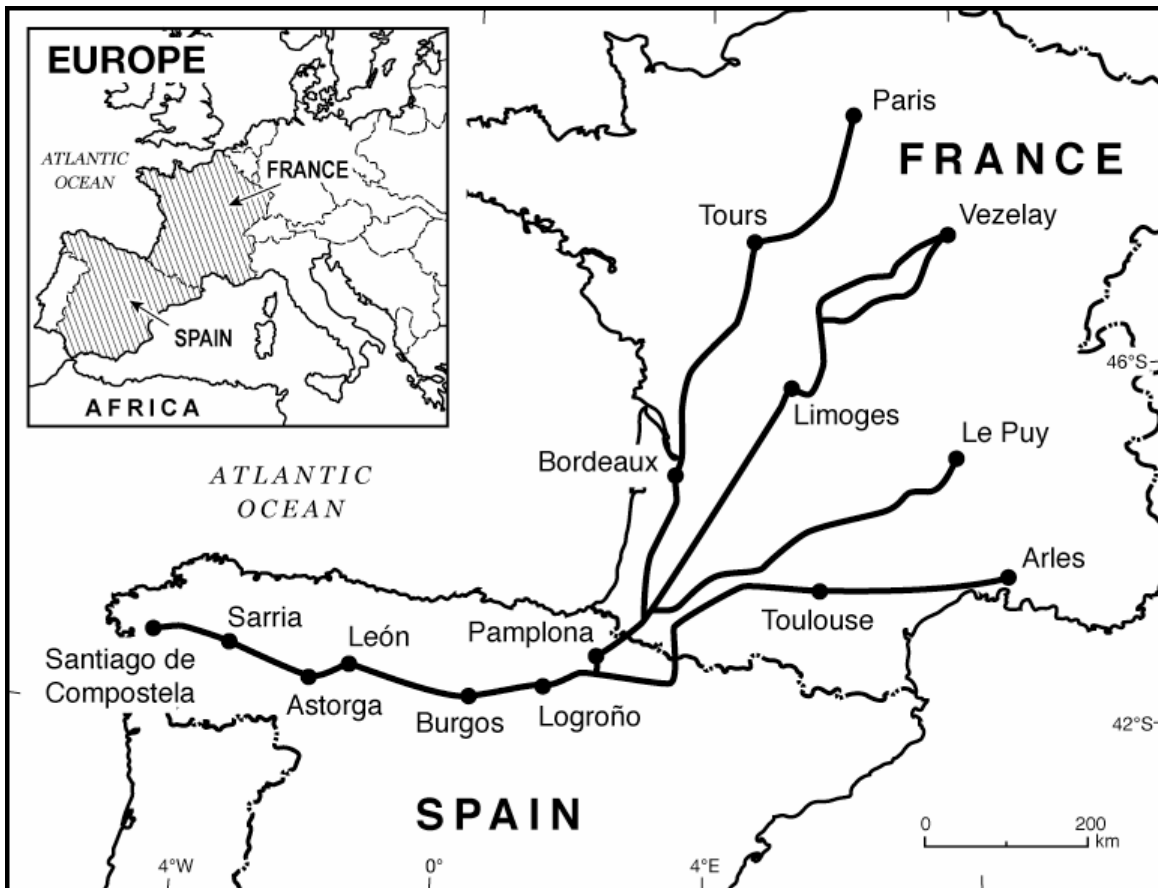 EUROPE
ATLANTIC
OCEAN
FRANCE
SPAIN
AFRICA
Paris
FRANCE
Tours
Vezelay
46°S
Limoges
Le Puy
Bordeaux
ATLANTIC
OCEAN
Arles
Sarria
León
Pamplona
Toulouse
Santiago de
Compostela
Astorga
Burgos
Logroño
42°S
SPAIN
0
200
km
4°W
0°
4°E